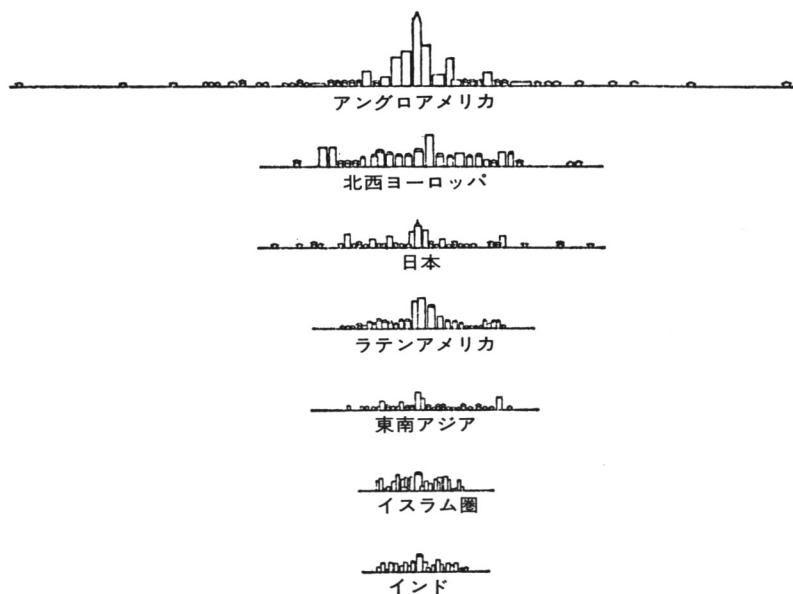 アングロアメリカ
北西ヨーロッパ
日本
ラテンアメリカ
東南アジア
イスラム圏
インド